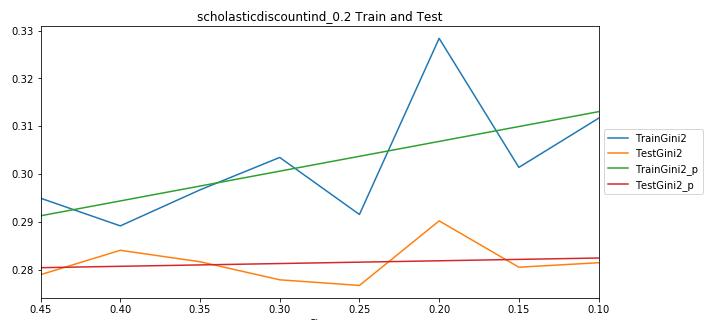 scholasticdiscountind_0.2 Train and Test
0.33
0.32
0.31
0.30
0.29
0.28
0.45 0.40 0.35 0.30 0.25 0.20 0.15 0.10
TrainGini2
TestGini2
TrainGini2_p
TestGini2_p